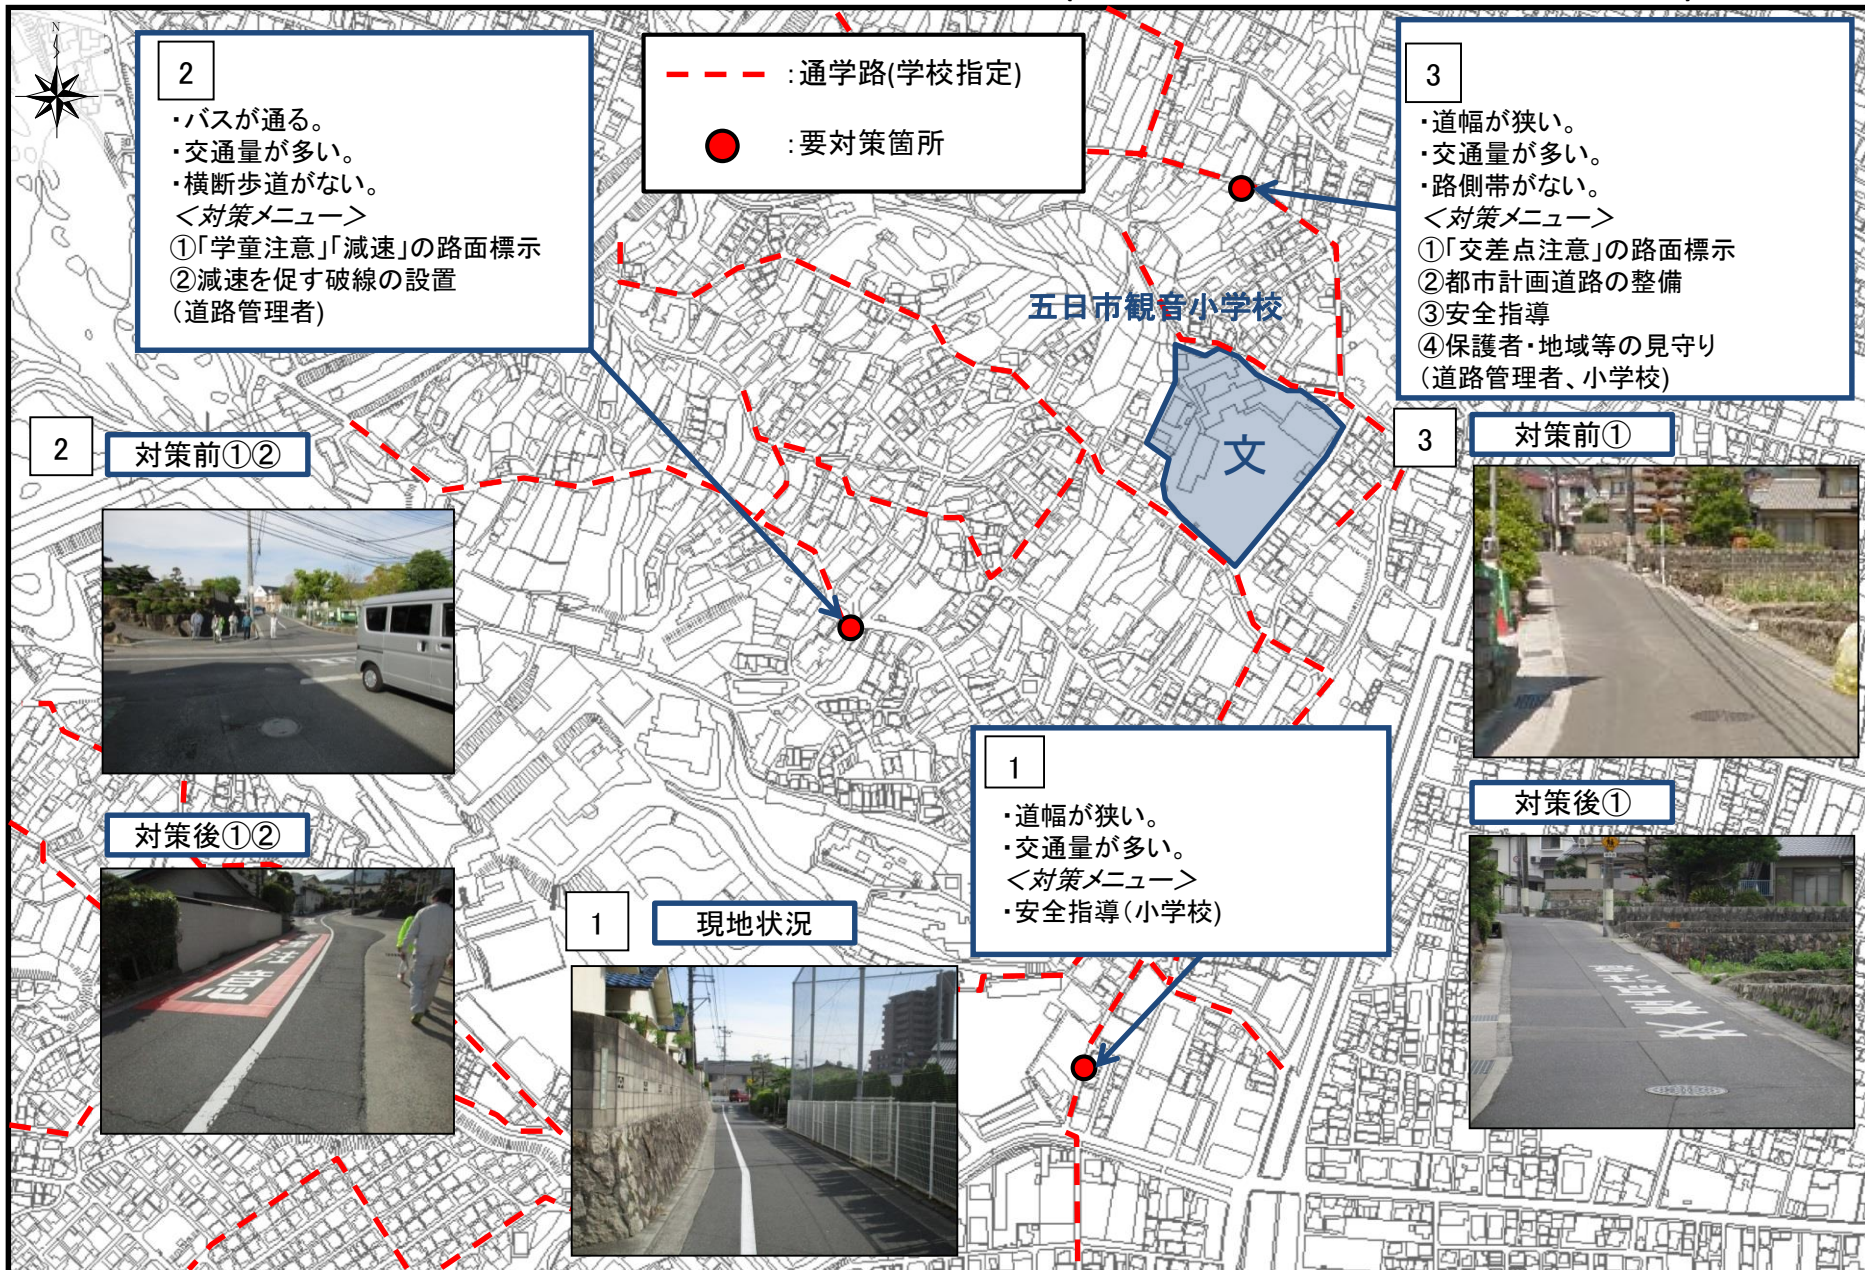 N
2
・バスが通る。
・交通量が多い。
・横断歩道がない。
<対策メニュー>
①「学童注意」「減速」の路面標示
②減速を促す破線の設置
(道路管理者)
:通学路(学校指定)
:要対策箇所
3
・道幅が狭い。
・交通量が多い。
・路側帯がない。
<対策メニュー>
①「交差点注意」の路面標示
②都市計画道路の整備
③安全指導
④保護者・地域等の見守り
(道路管理者、小学校)
五日市観音小学校
文
2
対策前①②
対策後①②
3
対策前①
対策後①
1
・道幅が狭い。
・交通量が多い。
<対策メニュー>
・安全指導(小学校)
1
現地状況